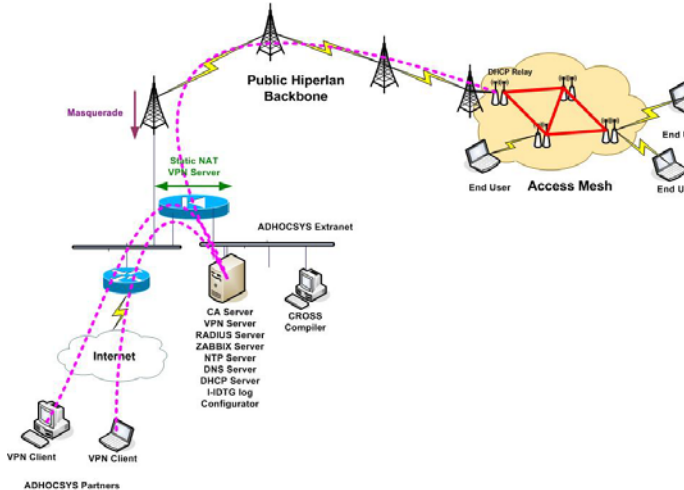 DHCP Relay
Public Hiperlan
Backbone
Masquerade
End User
Access Mesh
Static NAT
VPN Server
ADHOCSYS Extranet
CA Server
VPN Server
RADIUS Server
ZABBIX Server
NTP Server
DNS Server
DHCP Server
I-IDTG log
Configurator
CROSS
Compiler
Internet
VPN Client
VPN Client
ADHOCSYS Partners
End U
End U